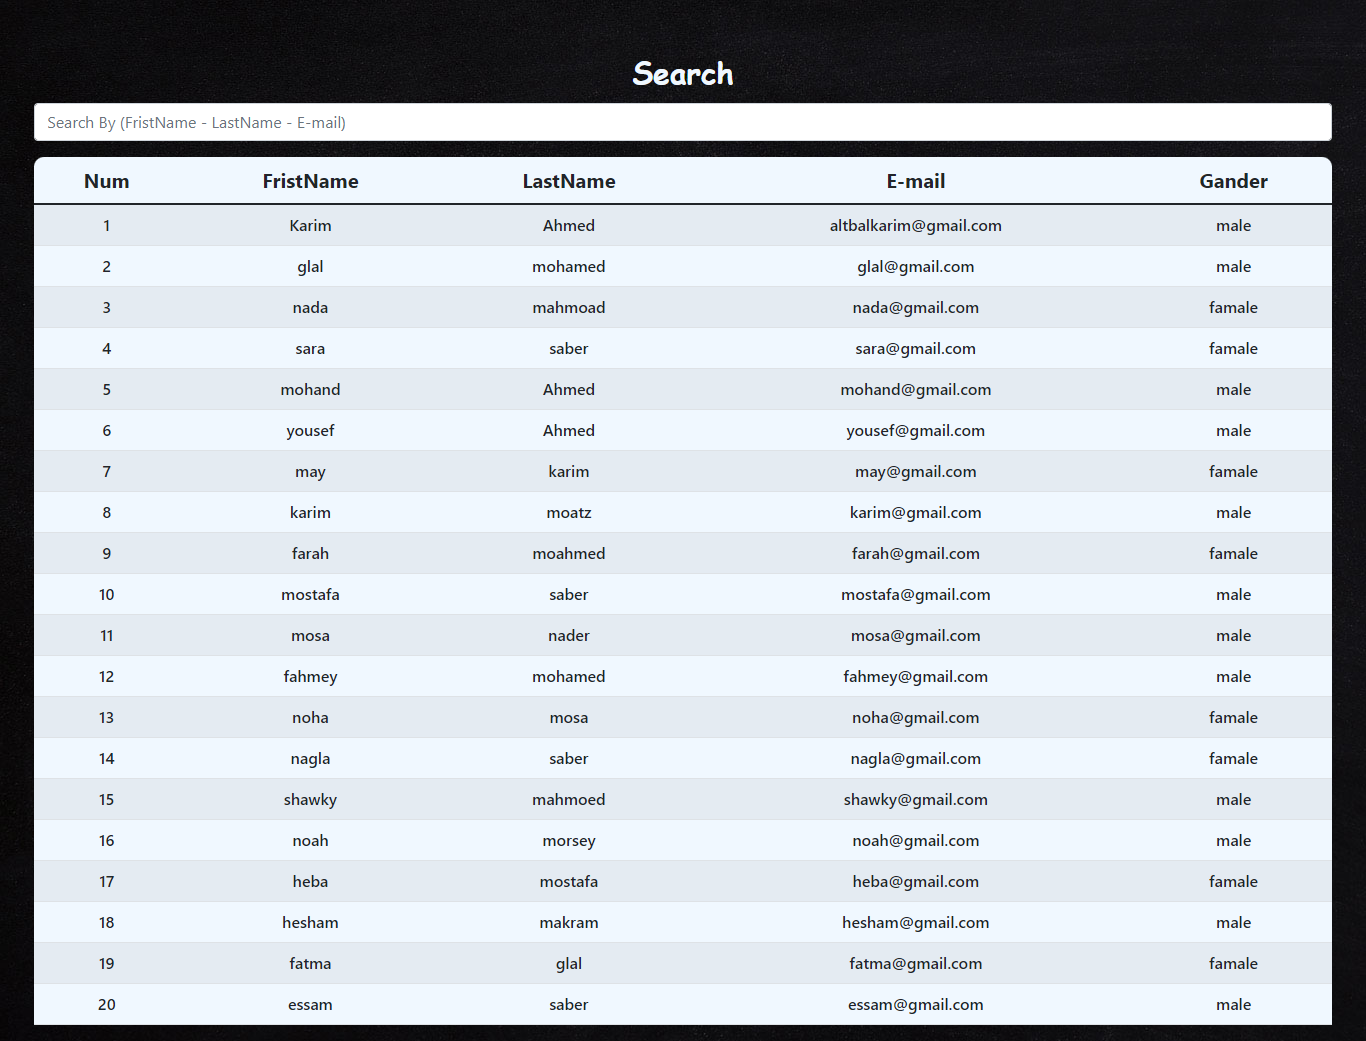 Search
Search By (FristName - LastName - E-mail)
Num FristName LastName E-mail Gander
1 Karim Ahmed altbalkarim@gmail.com male
2 glal mohamed glal@gmail.com male
3 nada mahmoad nada@gmail.com famale
4 sara saber sara@gmail.com famale
5 mohand Ahmed mohand@gmail.com male
6 yousef Ahmed yousef@gmail.com male
7 may karim may@gmail.com famale
8 karim moatz karim@gmail.com male
9 farah moahmed farah@gmail.com famale
10 mostafa saber mostafa@gmail.com male
11 mosa nader mosa@gmail.com male
12 fahmey mohamed fahmey@gmail.com male
13 noha mosa noha@gmail.com famale
14 nagla saber nagla@gmail.com famale
15 shawky mahmoed shawky@gmail.com male
16 noah morsey noah@gmail.com male
17 heba mostafa heba@gmail.com famale
18 hesham makram hesham@gmail.com male
19 fatma glal fatma@gmail.com famale
20 essam saber essam@gmail.com male